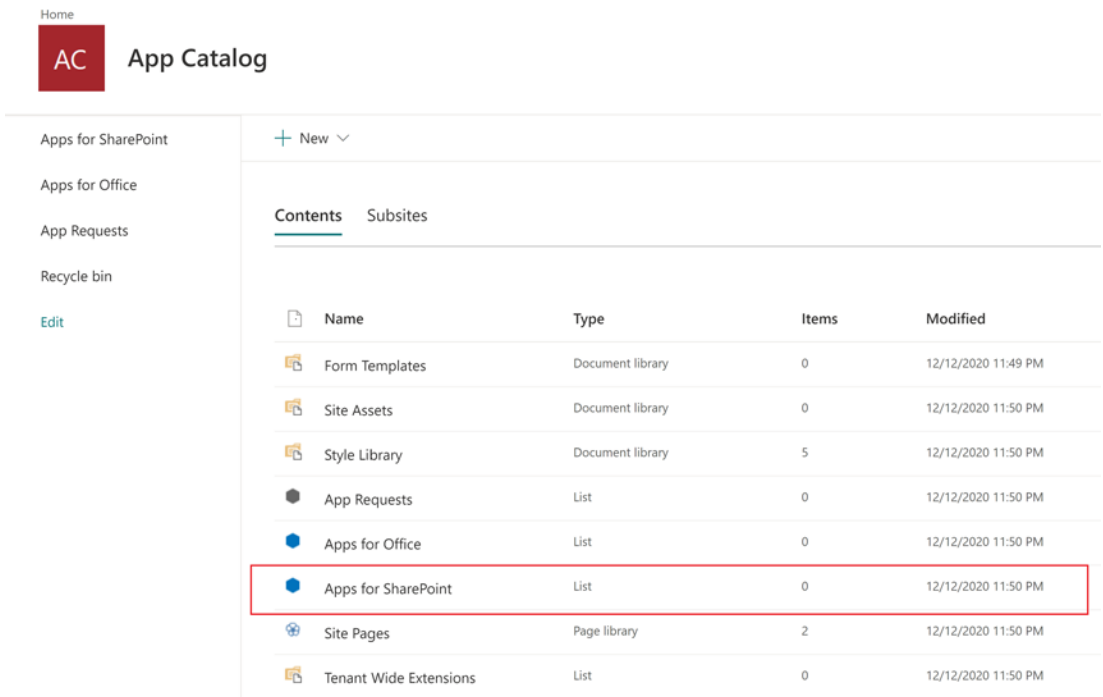 Home
AC
App Catalog
Apps for SharePoint
Apps for Office
App Requests
Recycle bin
Edit
+ New
Contents Subsites
Name Type Items Modified
Form Templates Document library 0 12/12/2020 11:49 PM
Site Assets Document library 0 12/12/2020 11:50 PM
Style Library Document library 5 12/12/2020 11:50 PM
App Requests List 0 12/12/2020 11:50 PM
Apps for Office List 0 12/12/2020 11:50 PM
Apps for SharePoint List 0 12/12/2020 11:50 PM
Site Pages Page library 2 12/12/2020 11:50 PM
Tenant Wide Extensions List 0 12/12/2020 11:50 PM